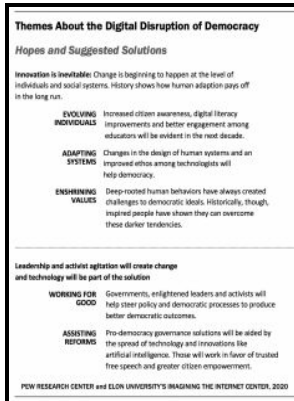 Themes About the Digital Disruption of Democracy
Hopes and Suggested Solutions
Innovation is inevitable: Change is beginning to happen at the level of
individuals and social systems. History shows how human adaption pays off
in the long run.
EVOLVING INDIVIDUALS Increased citizen awareness, digital literacy
improvements and better engagement among
educators will be evident in the next decade.
ADAPTING SYSTEMS Changes in the design of human systems and an
improved ethos among technologists will
help democracy.
ENSHRINING VALUES Deep-rooted human behaviors have always created
challenges to democratic ideals. Historically, though,
inspired people have shown they can overcome
these darker tendencies.
Leadership and activist agitation will create change
and technology will be part of the solution
WORKING FOR GOOD Governments, enlightened leaders and activists will
help steer policy and democratic processes to produce
better democratic outcomes.
ASSISTING REFORMS Pro-democracy governance solutions will be aided by
the spread of technology and innovations like
artificial intelligence. Those will work in favor of trusted
free speech and greater citizen empowerment.
PEW RESEARCH CENTER and ELON UNIVERSITY'S IMAGINING THE INTERNET CENTER, 2020